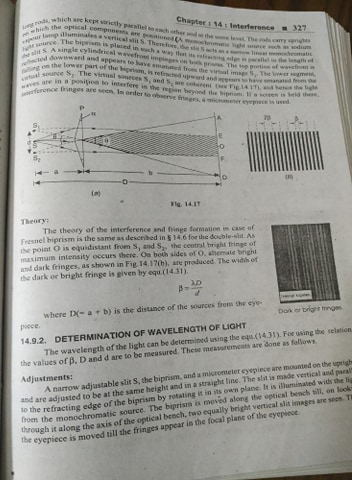 Chapter : 14 : Interference • 327
long rods, which are kept strictly parallel to each other and at the same level. The rods carry uprights
on which the optical components are positioned. A monochromatic light source such as sodium
vapour lamp illuminates a vertical slit S. Therefore, the slit S acts as a narrow linear monochromatic
light source. The biprism is placed in such a way that its refracting edge is parallel to the length of
the slit S. A single cylindrical wavefront impinges on both prisms. The top portion of wavefront is
refracted downward and appears to have emanated from the virtual image S₁. The lower segment,
falling on the lower part of the biprism, is refracted upward and appears to have emanated from the
virtual source S₂. The virtual sources S₁ and S₂ are coherent (see Fig.14.17), and hence the light
waves are in a position to interfere in the region beyond the biprism. If a screen is held there,
interference fringes are seen. In order to observe fringes, a micrometer eyepiece is used.
P
α
A
S₁
E
S
d
θ
O
F
S₂
a
b
D
(a)
2β
β
(B)
Fig. 14.17
Theory:
The theory of the interference and fringe formation in case of
Fresnel biprism is the same as described in § 14.6 for the double-slit. As
the point O is equidistant from S₁ and S₂, the central bright fringe of
maximum intensity occurs there. On both sides of O, alternate bright
and dark fringes, as shown in Fig.14.17(b), are produced. The width of
the dark or bright fringe is given by equ.(14.31).
β = λD / d
Dark or bright fringes
where D(= a + b) is the distance of the sources from the eye-
piece.
14.9.2. DETERMINATION OF WAVELENGTH OF LIGHT
The wavelength of the light can be determined using the equ.(14.31). For using the relation
the values of β, D and d are to be measured. These measurements are done as follows.
Adjustments:
A narrow adjustable slit S, the biprism, and a micrometer eyepiece are mounted on the upright
and are adjusted to be at the same height and in a straight line. The slit is made vertical and parallel
to the refracting edge of the biprism by rotating it in its own plane. It is illuminated with the light
from the monochromatic source. The biprism is moved along the optical bench till, on looking
through it along the axis of the optical bench, two equally bright vertical slit images are seen. Then
the eyepiece is moved till the fringes appear in the focal plane of the eyepiece.